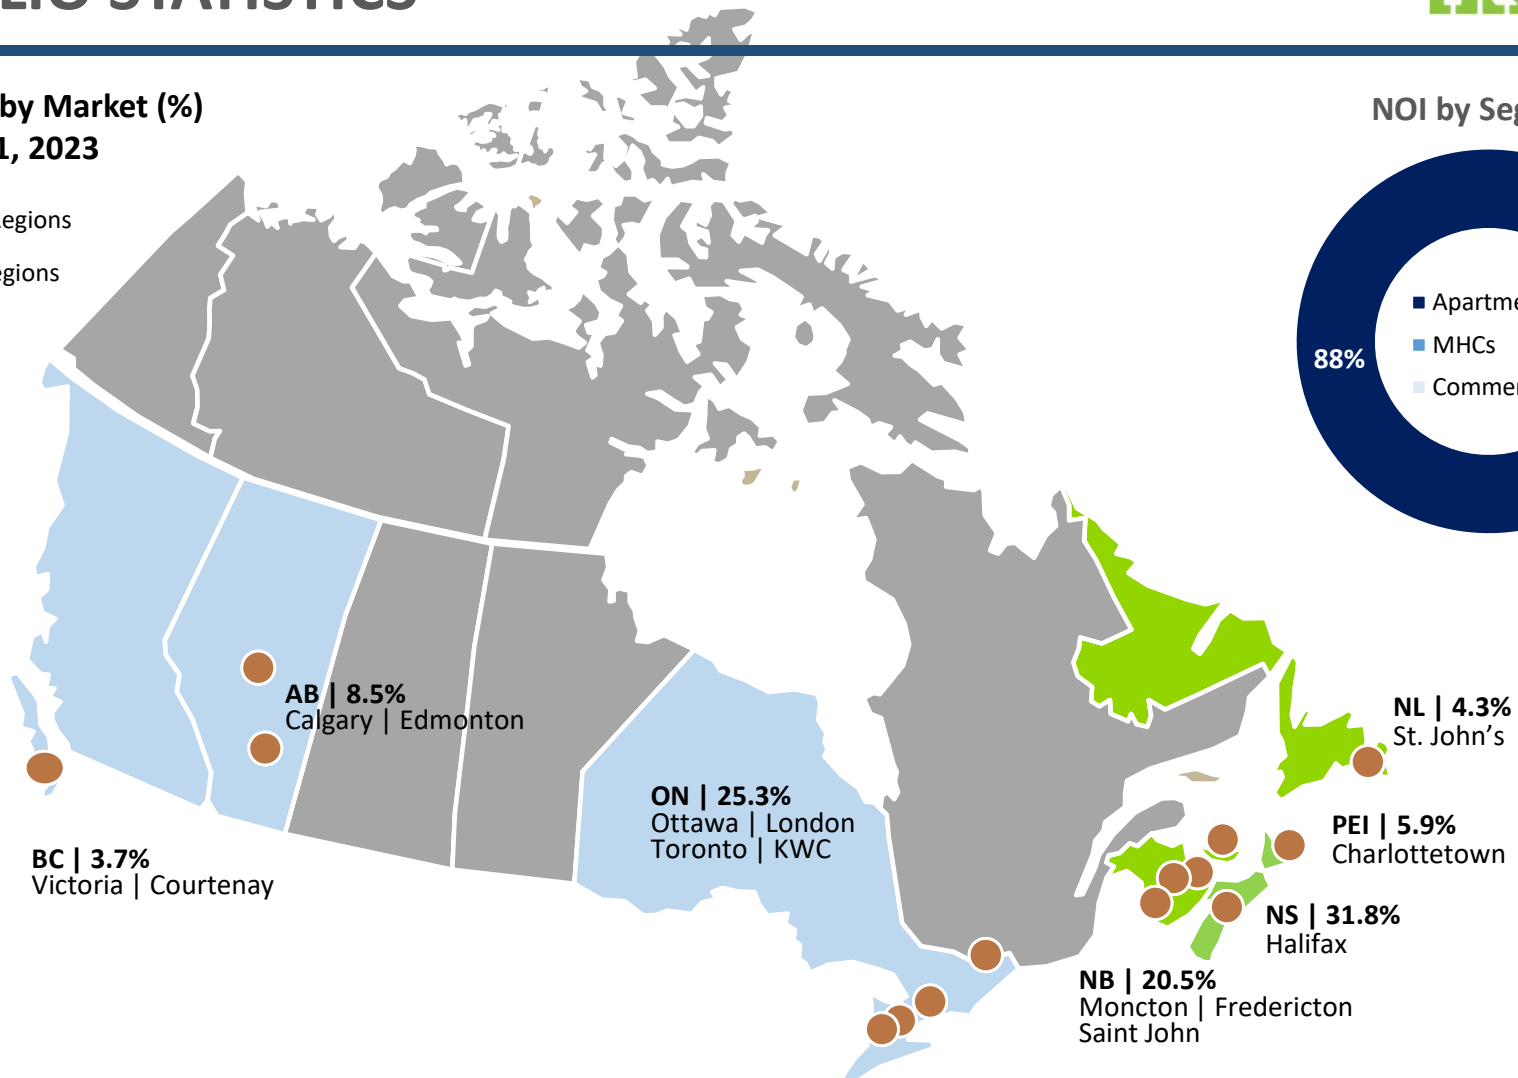 by Market (%)
1, 2023
egions
egions
NOI by Seg
88%
Apartme
MHCs
Commer
AB | 8.5%
Calgary | Edmonton
NL | 4.3%
St. John's
ON | 25.3%
Ottawa | London
Toronto | KWC
PEI | 5.9%
Charlottetown
BC | 3.7%
Victoria | Courtenay
NS | 31.8%
Halifax
NB | 20.5%
Moncton | Fredericton
Saint John